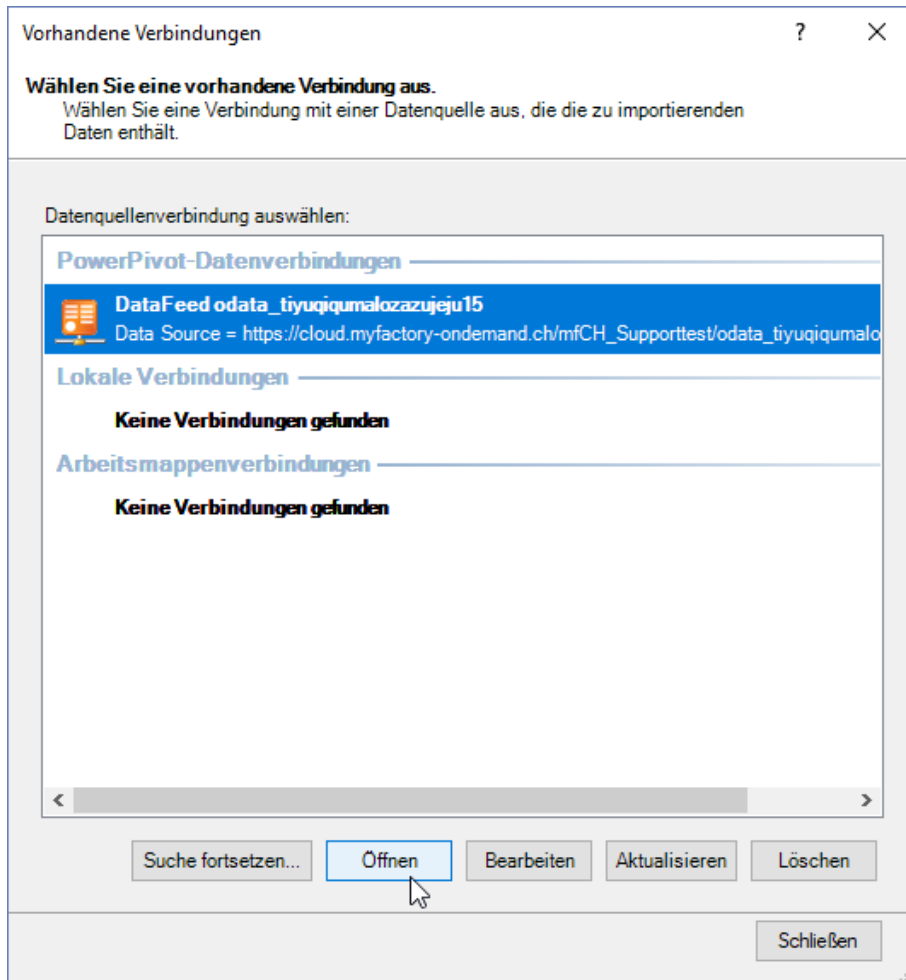 Vorhandene Verbindungen
?
Wählen Sie eine vorhandene Verbindung aus.
Wählen Sie eine Verbindung mit einer Datenquelle aus, die die zu importierenden
Daten enthält.
Datenquellenverbindung auswählen:
PowerPivot-Datenverbindungen
DataFeed odata_tiyuqiqumalozazujeju15
Data Source = https://cloud.myfactory-ondemand.ch/mfCH_Supporttest/odata_tiyuqiqumalo
Lokale Verbindungen
Keine Verbindungen gefunden
Arbeitsmappenverbindungen
Keine Verbindungen gefunden
Suche fortsetzen... Öffnen Bearbeiten Aktualisieren Löschen
Schließen